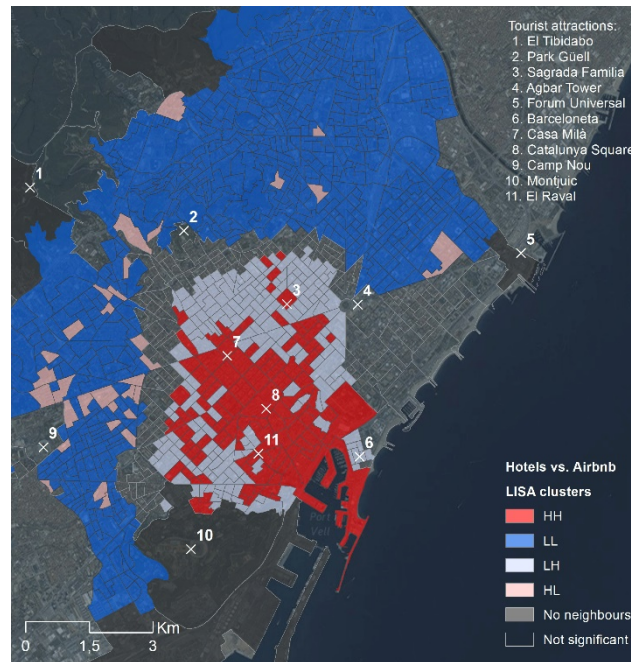 Tourist attractions:
1. El Tibidabo
2. Park Güell
3. Sagrada Familia
4. Agbar Tower
5. Forum Universal
6. Barceloneta
7. Casa Milà
8. Catalunya Square
9. Camp Nou
10. Montjuic
11. El Raval
1
2
5
3
4
7
8
11
6
9
Port
Vell
10
Hotels vs. Airbnb
LISA clusters
HH
LL
LH
HL
No neighbours
Not significant
Km
0 1,5 3